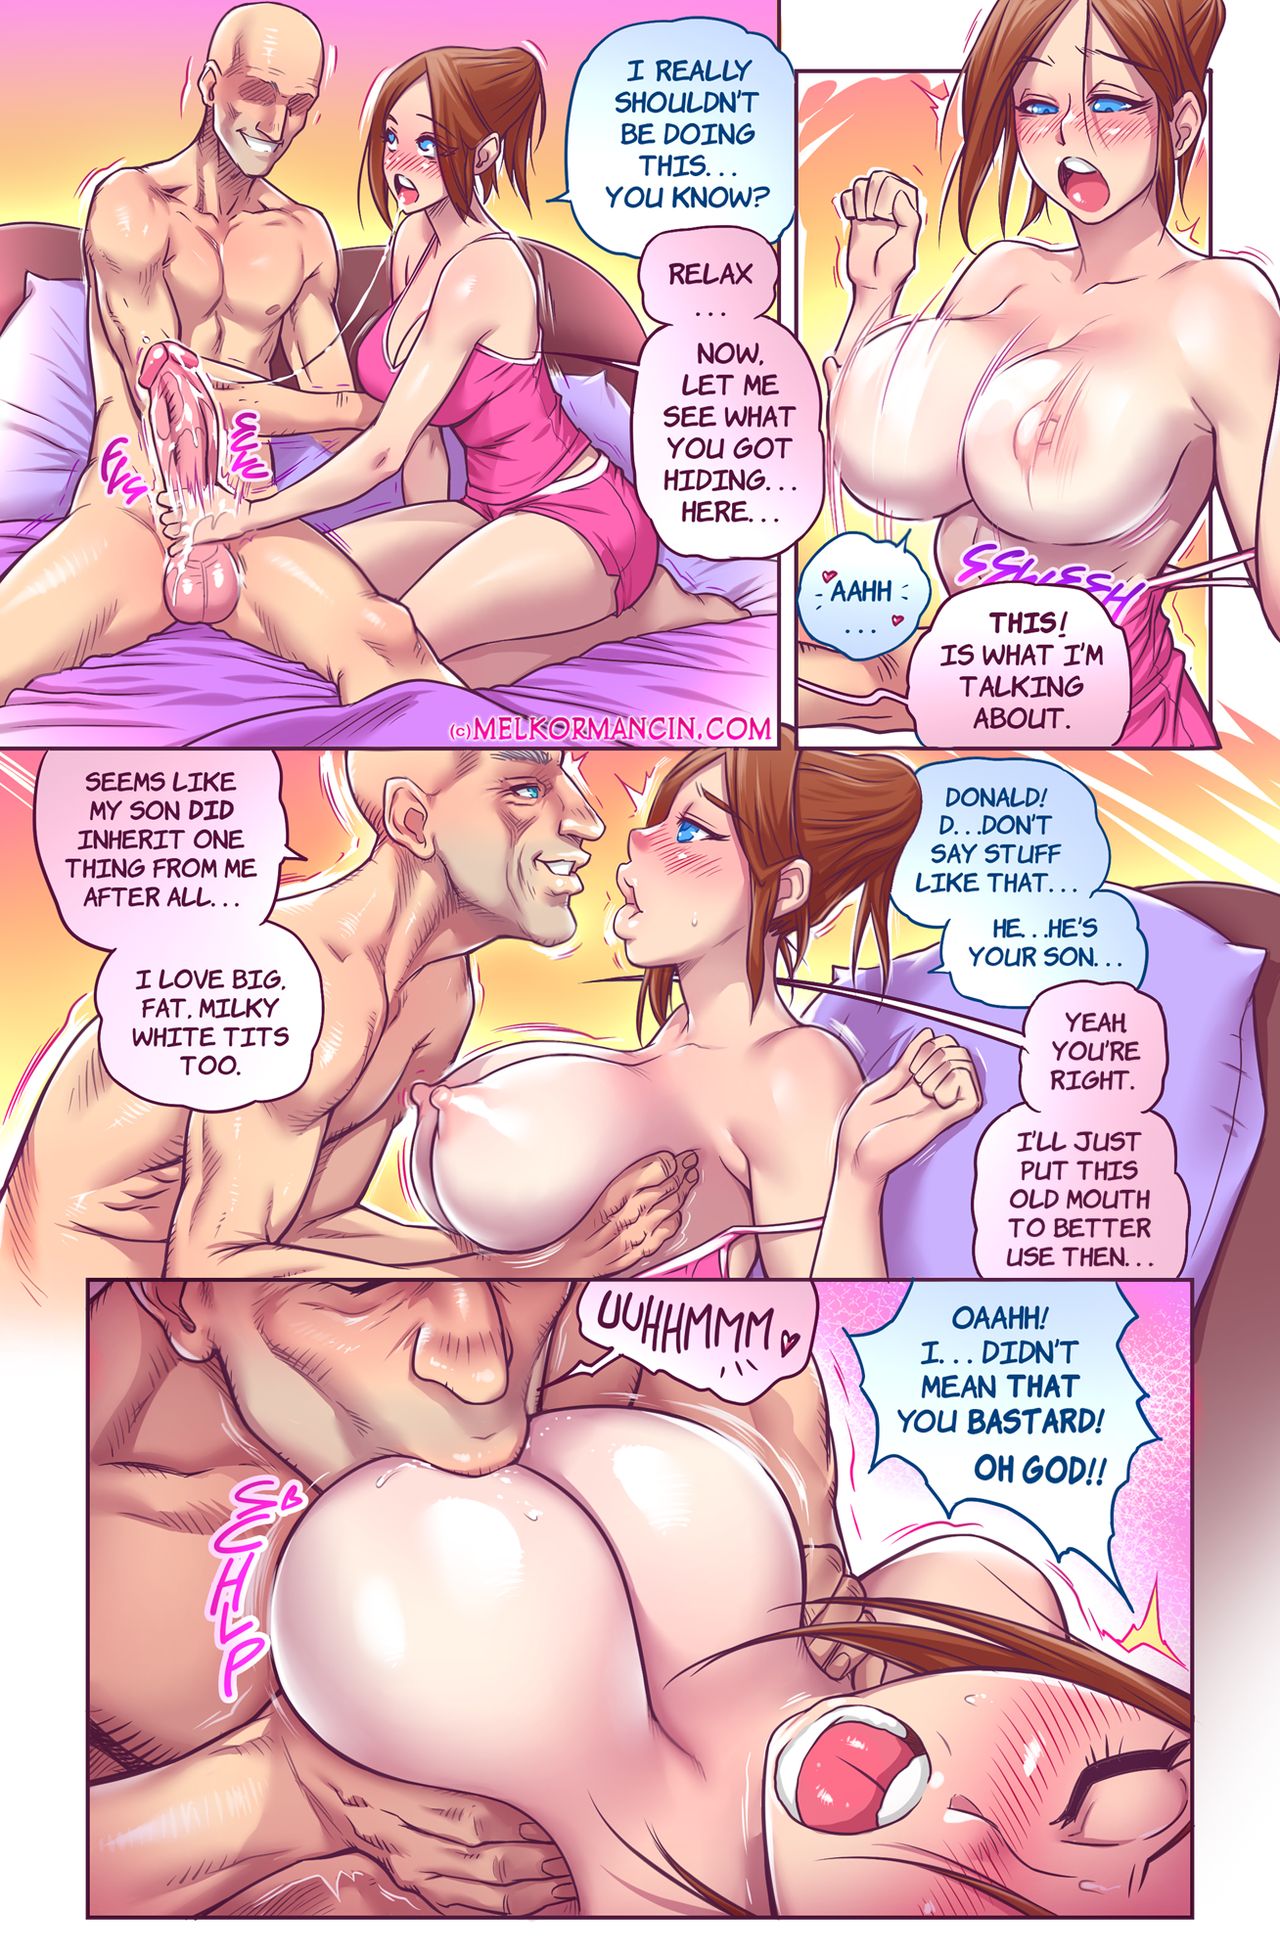 I REALLY
SHOULDN'T
BE DOING
THIS...
YOU KNOW?
RELAX
...
NOW,
LET ME
SEE WHAT
YOU GOT
HIDING...
HERE...
(C)MELKORMANCIN.COM
AAHH
...
THIS!
IS WHAT I'M
TALKING
ABOUT.
SEEMS LIKE
MY SON DID
INHERIT ONE
THING FROM ME
AFTER ALL...
I LOVE BIG,
FAT, MILKY
WHITE TITS
TOO.
DONALD!
D...DON'T
SAY STUFF
LIKE THAT...
HE...HE'S
YOUR SON...
YEAH
YOU'RE
RIGHT.
I'LL JUST
PUT THIS
OLD MOUTH
TO BETTER
USE THEN...
UUHHMMM
OAAHH!
I...DIDN'T
MEAN THAT
YOU BASTARD!
OH GOD!!
SCHLP